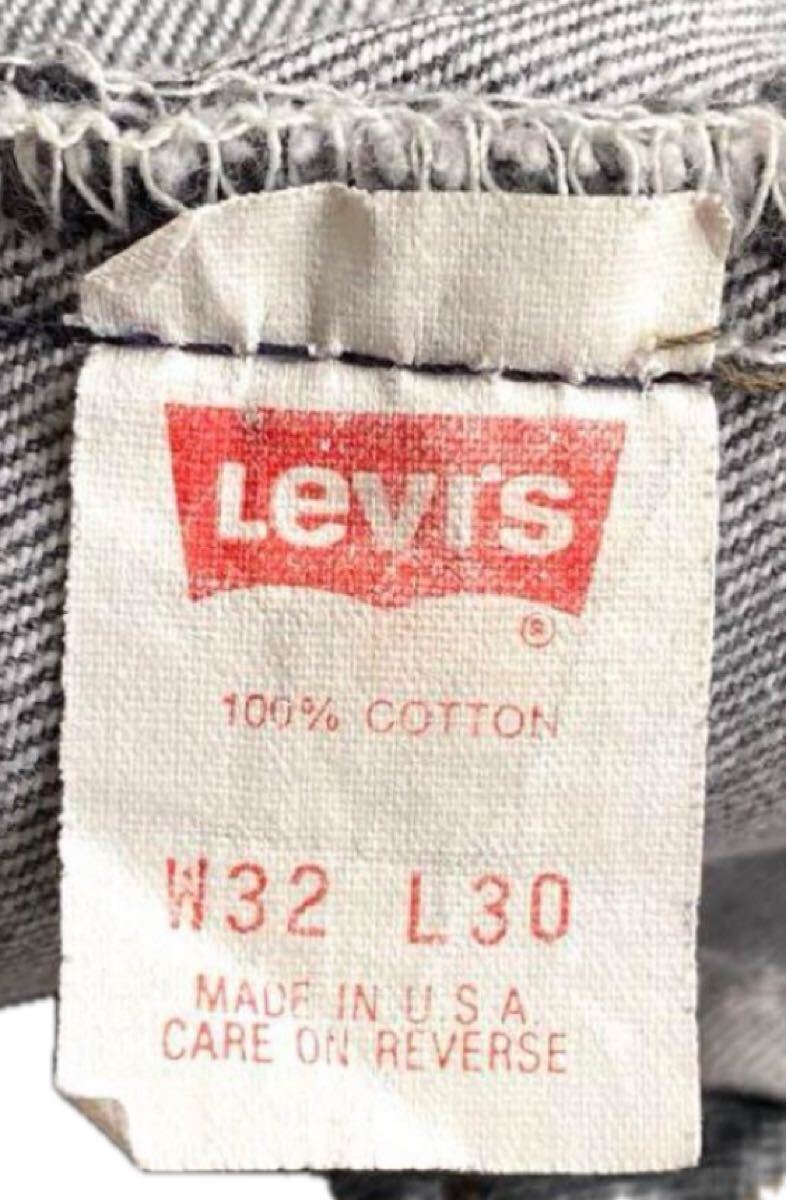 Levi's
®
100% COTTON
W32 L30
MADE IN U.S.A.
CARE ON REVERSE